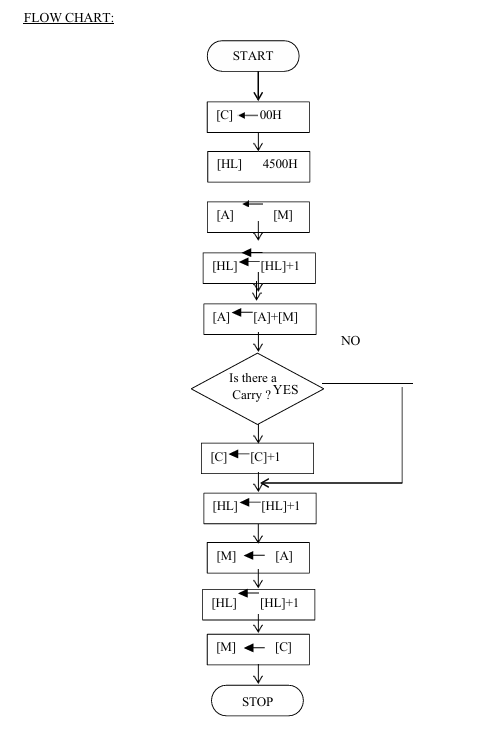 FLOW CHART:
START
[C] ← 00H
[HL] 4500H
[A] ← [M]
[HL] ← [HL]+1
[A] ← [A]+[M]
NO
Is there a
Carry ? YES
[C] ← [C]+1
[HL] ← [HL]+1
[M] ← [A]
[HL] ← [HL]+1
[M] ← [C]
STOP